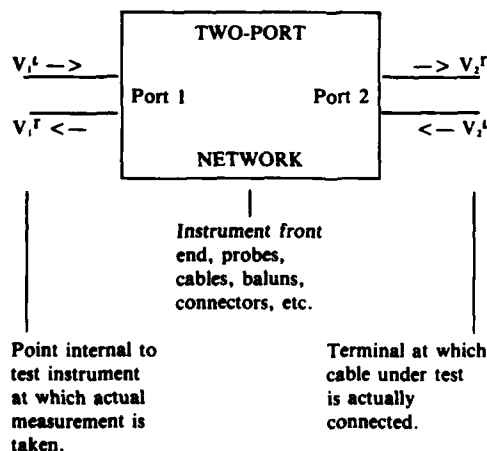 TWO-PORT
V₁ⁱ —> —> V₂ʳ
Port 1 Port 2
V₁ʳ <— <— V₂ⁱ
NETWORK
Instrument front
end, probes,
cables, baluns,
connectors, etc.
Point internal to
test instrument
at which actual
measurement is
taken.
Terminal at which
cable under test
is actually
connected.